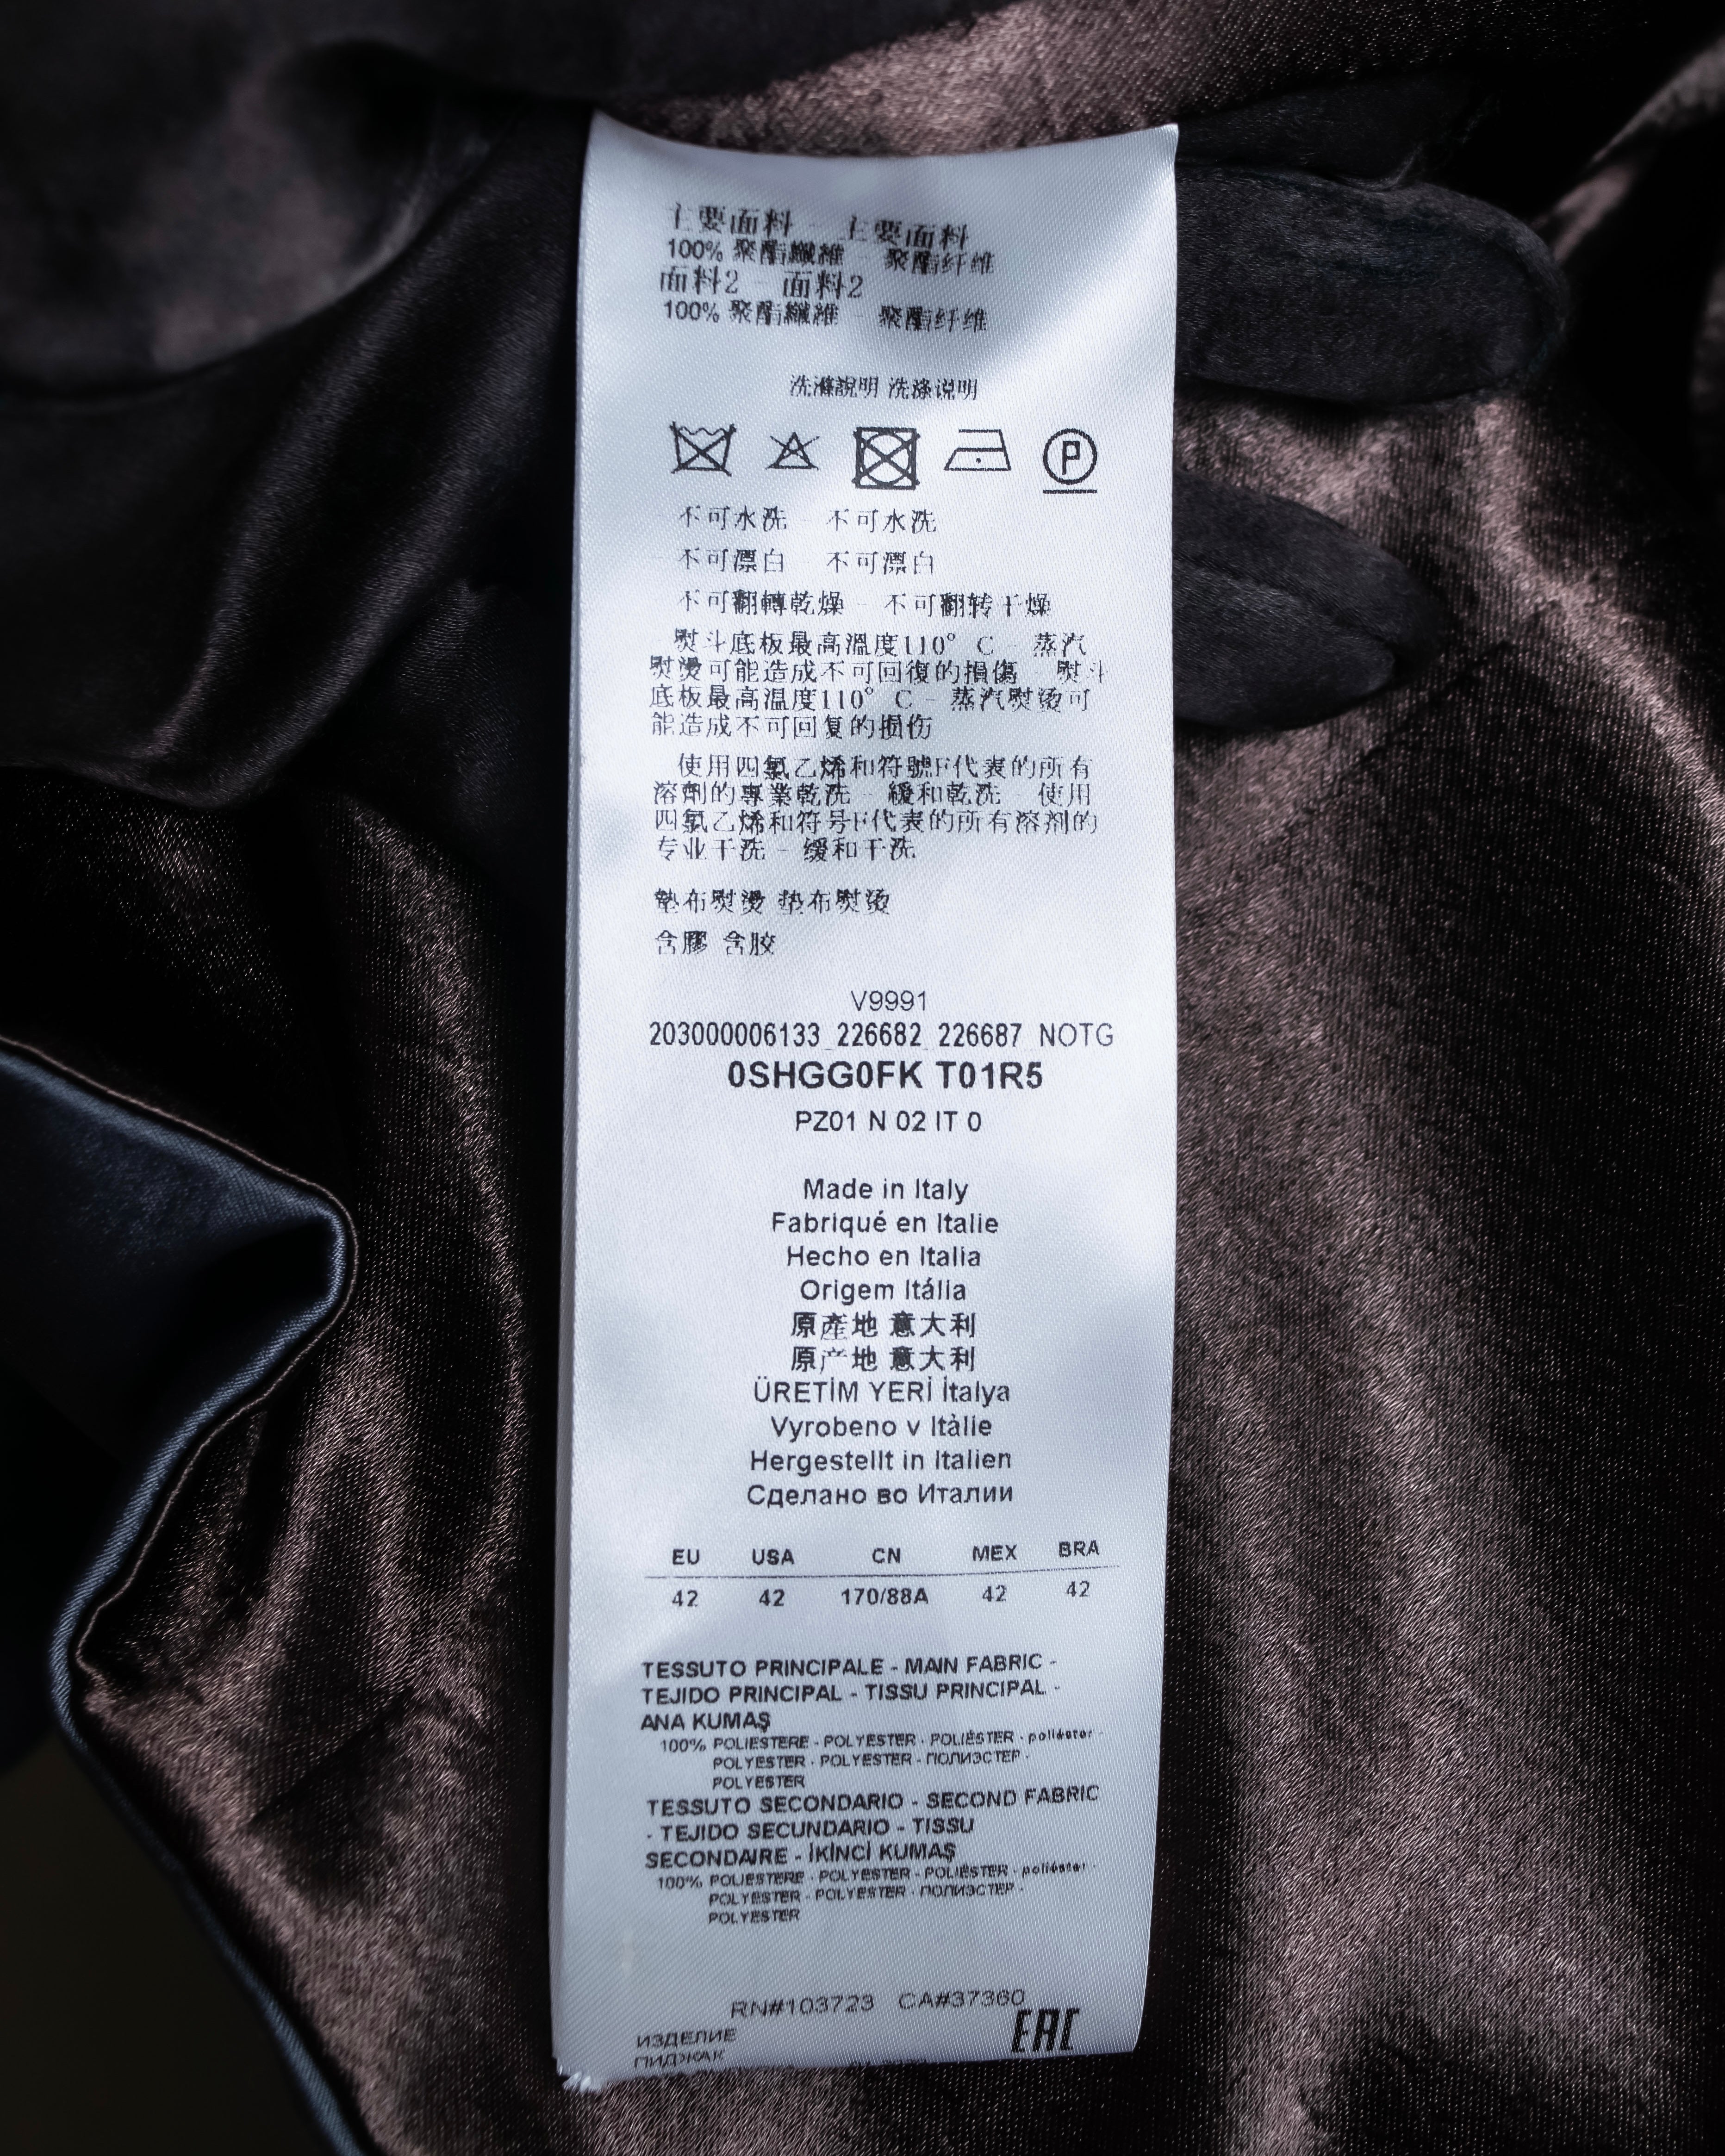 主要面料 - 主要面料
100% 聚酯纖維 - 聚酯纤维
面料2 - 面料2
100% 聚酯纖維 - 聚酯纤维
洗滌說明 洗涤说明
P
不可水洗 - 不可水洗
不可漂白 - 不可漂白
不可翻轉乾燥 - 不可翻转干燥
熨斗底板最高溫度110° C - 蒸汽
熨燙可能造成不可回復的損傷 - 熨斗
底板最高温度110° C - 蒸汽熨烫可
能造成不可回复的损伤
使用四氯乙烯和符號F代表的所有
溶劑的專業乾洗 - 緩和乾洗 - 使用
四氯乙烯和符号F代表的所有溶剂的
专业干洗 - 缓和干洗
墊布熨燙 垫布熨烫
含膠 含胶
V9991
203000006133_226682_226687_NOTG
0SHGG0FK T01R5
PZ01 N 02 IT 0
Made in Italy
Fabriqué en Italie
Hecho en Italia
Origem Itália
原產地 意大利
原产地 意大利
ÜRETİM YERİ İtalya
Vyrobeno v Itàlie
Hergestellt in Italien
Сделано во Италии
EU USA CN MEX BRA
42 42 170/88A 42 42
TESSUTO PRINCIPALE - MAIN FABRIC -
TEJIDO PRINCIPAL - TISSU PRINCIPAL -
ANA KUMAŞ
100% POLIESTERE - POLYESTER - POLIÉSTER - poliéster -
POLYESTER - POLYESTER - ПОЛИЭСТЕР -
POLYESTER
TESSUTO SECONDARIO - SECOND FABRIC
- TEJIDO SECUNDARIO - TISSU
SECONDAIRE - İKİNCİ KUMAŞ
100% POLIESTERE - POLYESTER - POLIÉSTER - poliéster -
POLYESTER - POLYESTER - ПОЛИЭСТЕР -
POLYESTER
RN#103723 CA#37360
ИЗДЕЛИЕ EAC
ПИДЖАК